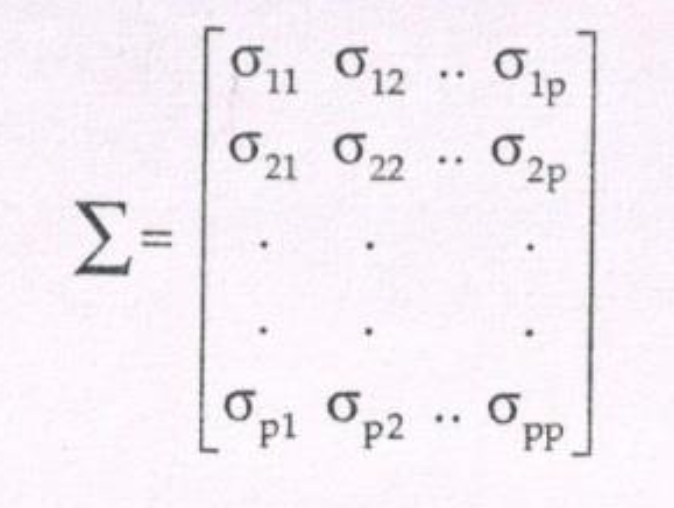 σ₁₁ σ₁₂ .. σ₁ₚ
σ₂₁ σ₂₂ .. σ₂ₚ
∑= . . .
. . .
σₚ₁ σₚ₂ .. σₚₚ